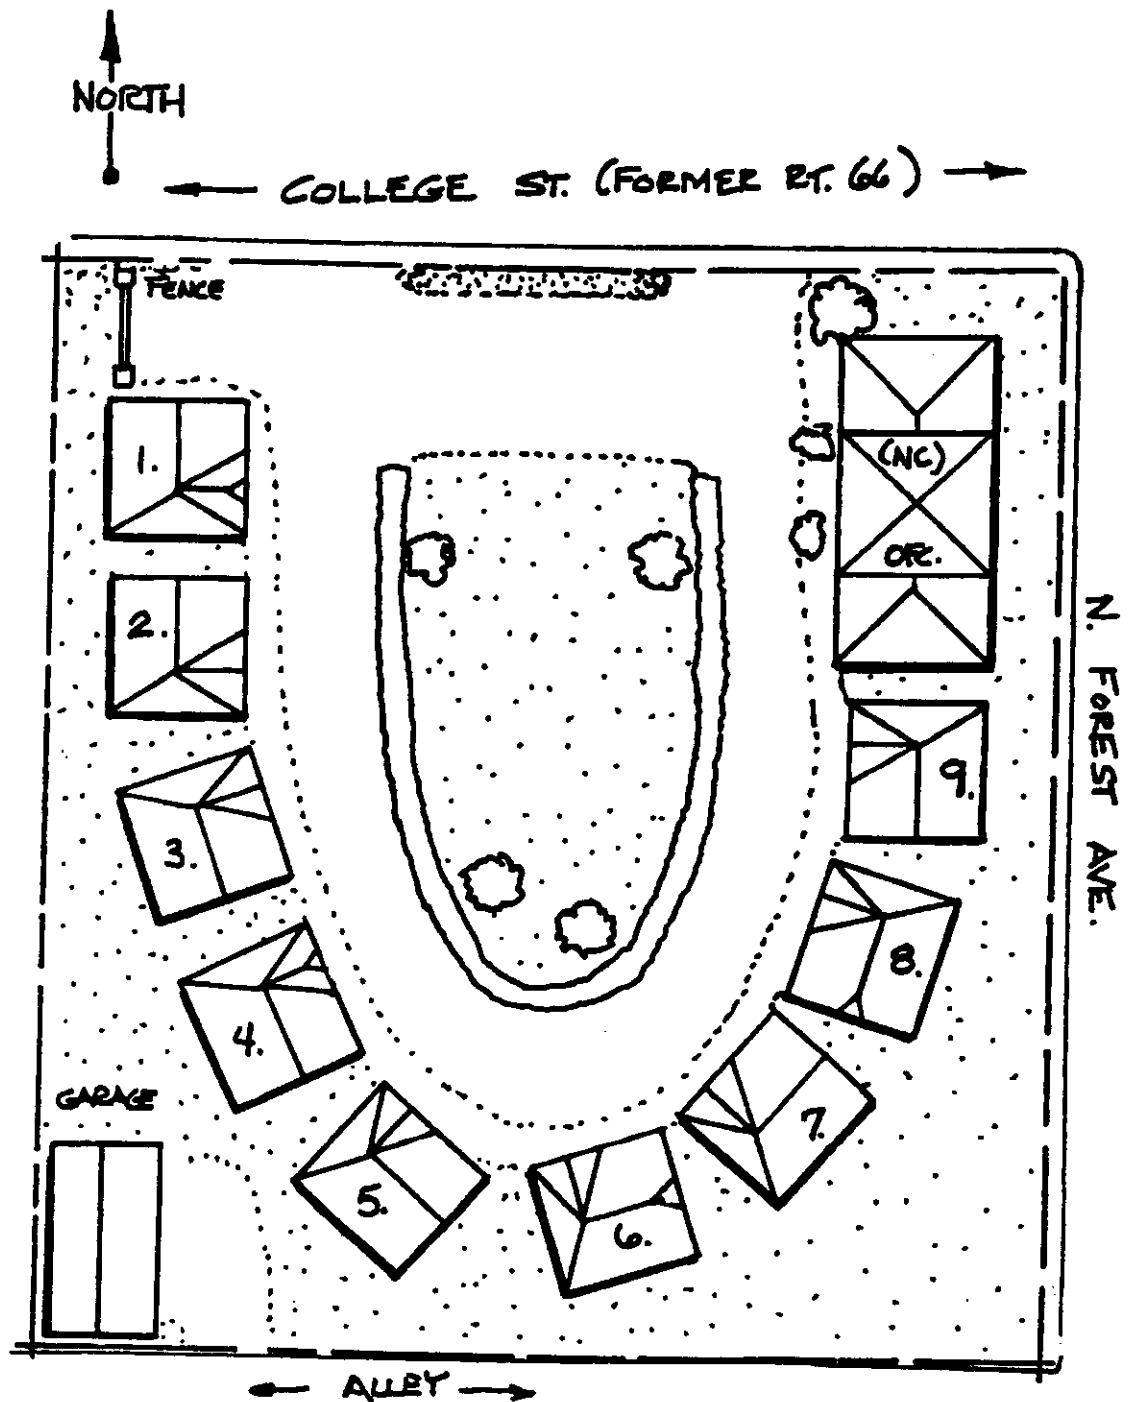 NORTH
COLLEGE ST. (FORMER RT. 66)
FENCE
1.
(NC)
OFC.
2.
N. FOREST AVE.
9.
3.
8.
4.
GARAGE
7.
5.
6.
ALLEY